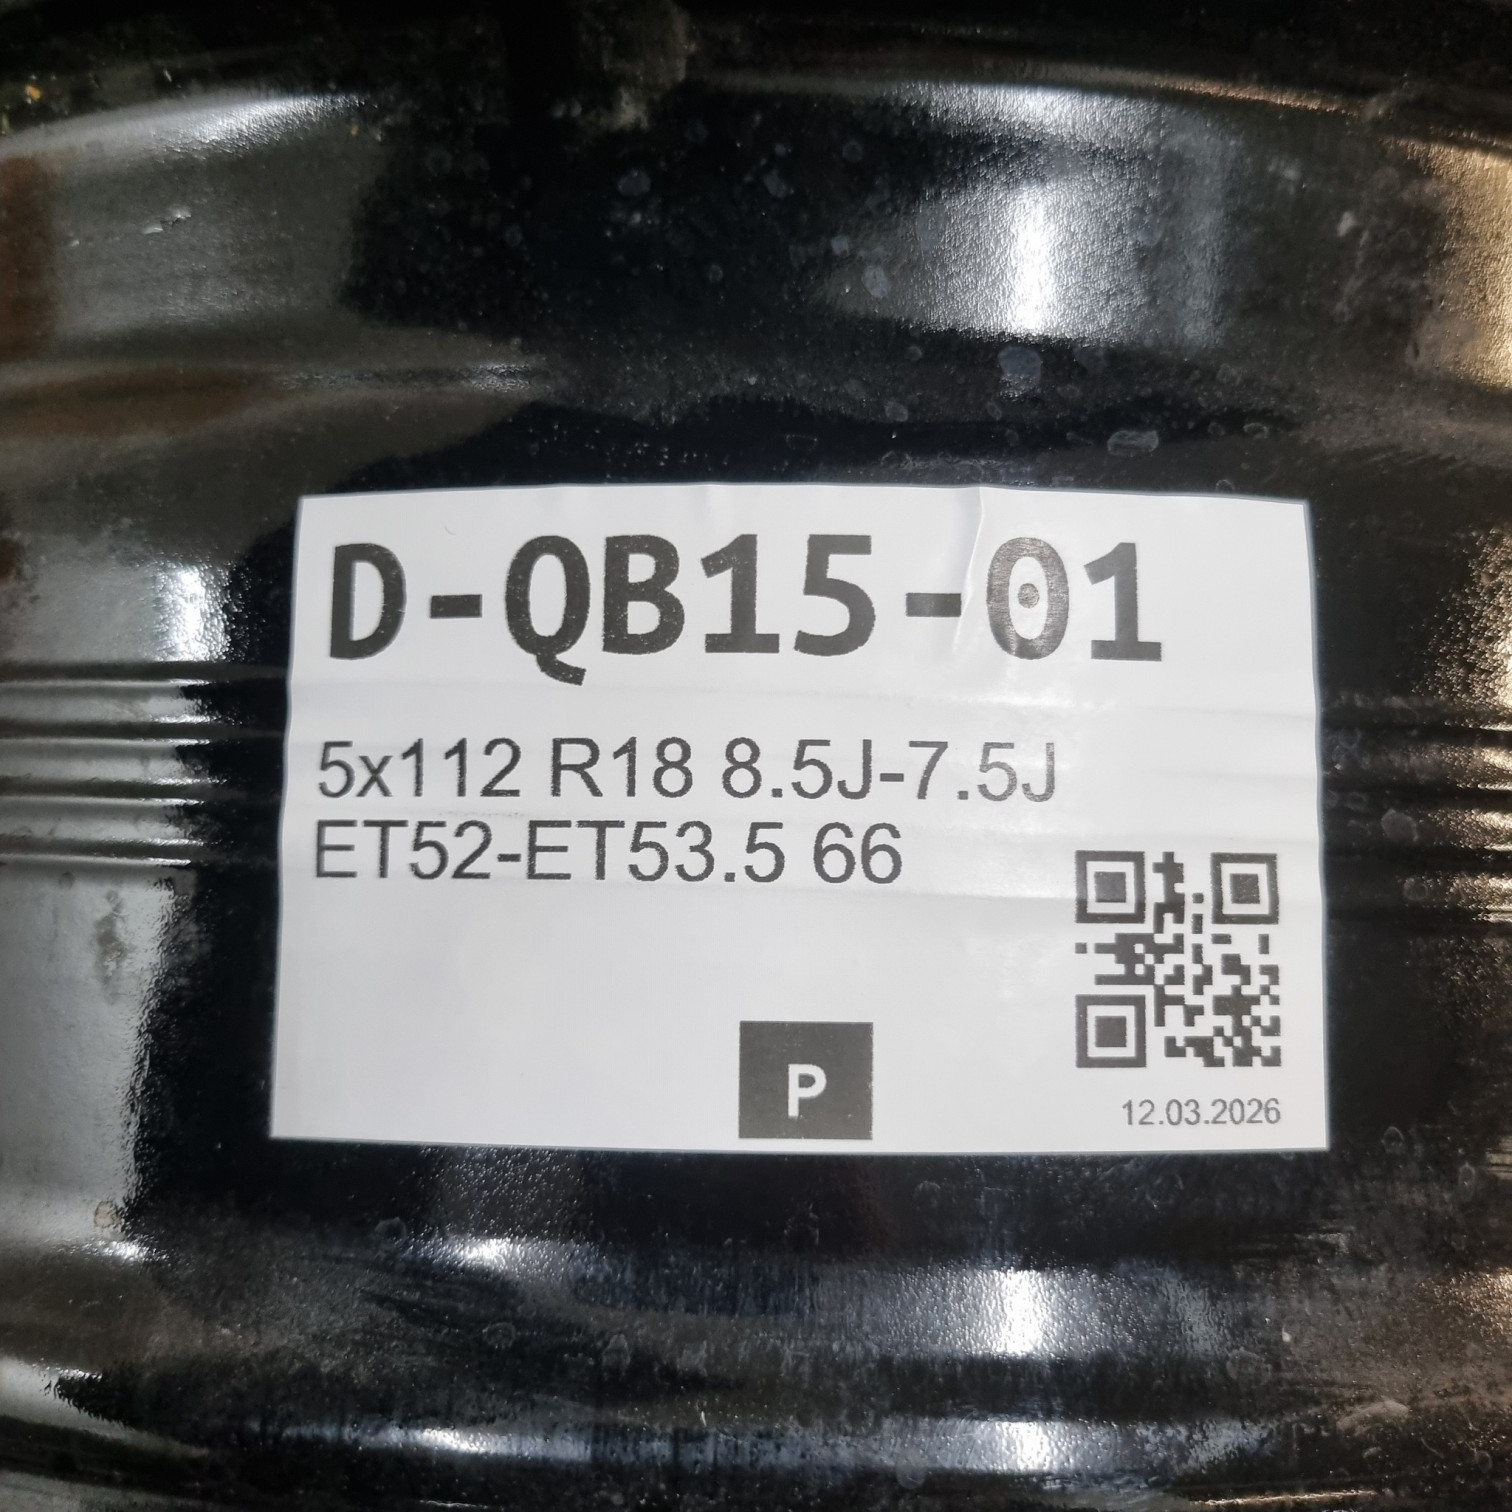 D-QB15-01
5x112 R18 8.5J-7.5J
ET52-ET53.5 66
P
12.03.2026